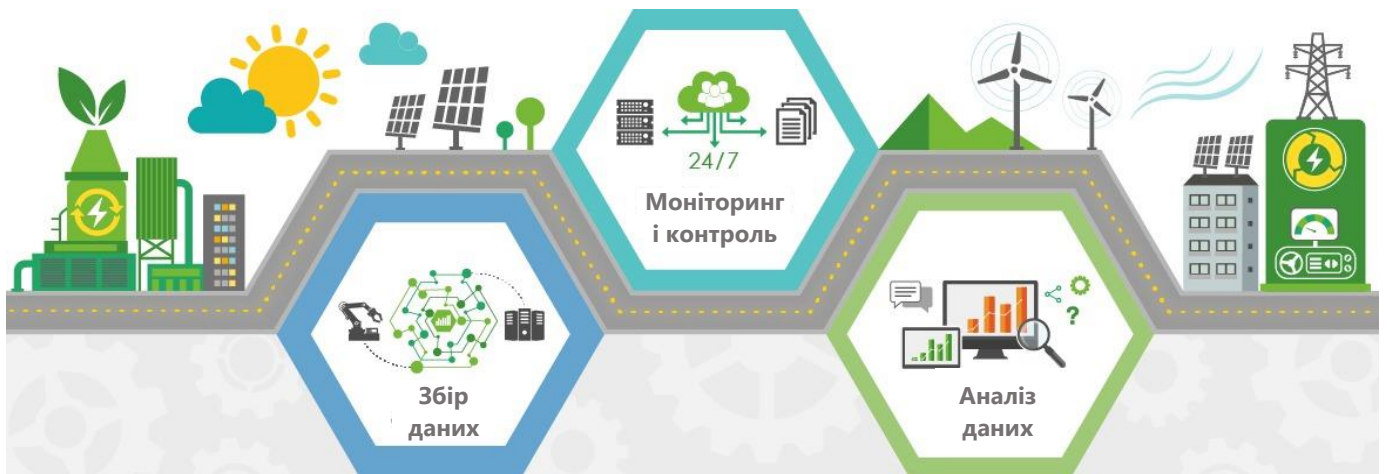 24/7
Моніторинг
і контроль
Збір
даних
Аналіз
даних
?